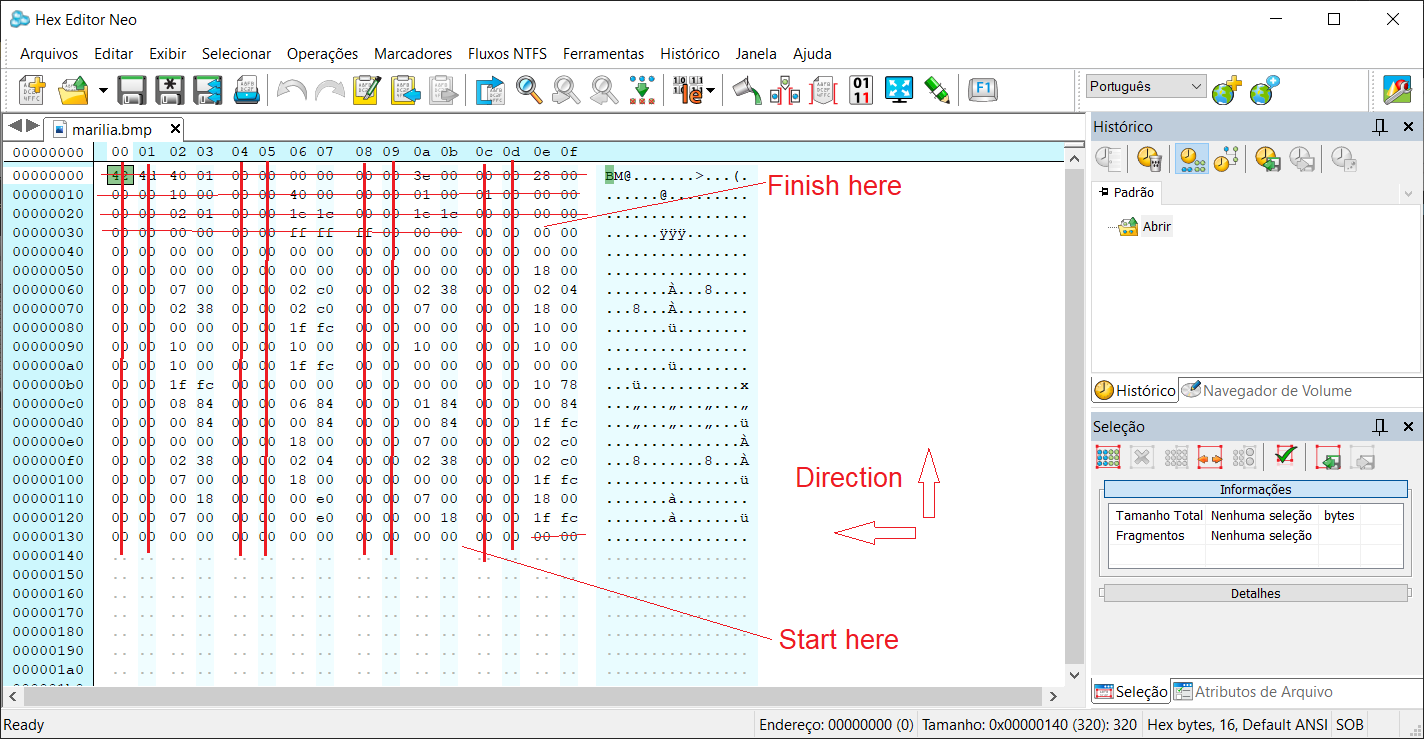 Hex Editor Neo
Arquivos Editar Exibir Selecionar Operações Marcadores Fluxos NTFS Ferramentas Histórico Janela Ajuda
Português
marilia.bmp
00000000 00 01 02 03 04 05 06 07 08 09 0a 0b 0c 0d 0e 0f
00000000 42 4d 40 01 00 00 00 00 00 00 3e 00 00 00 28 00 BM@.......>...(.
00000010 00 00 10 00 00 00 40 00 00 00 01 00 01 00 00 00 ......@.........
00000020 00 00 02 01 00 00 1c 1c 00 00 1c 1c 00 00 00 00 ................
00000030 00 00 00 00 00 00 ff ff ff 00 00 00 00 00 00 00 ......ÿÿÿ.......
00000040 00 00 00 00 00 00 00 00 00 00 00 00 00 00 00 00 ................
00000050 00 00 00 00 00 00 00 00 00 00 00 00 00 00 18 00 ................
00000060 00 00 07 00 00 00 02 c0 00 00 02 38 00 00 02 04 .......À...8....
00000070 00 00 02 38 00 00 02 c0 00 00 07 00 00 00 18 00 ...8...À........
00000080 00 00 00 00 00 00 1f fc 00 00 00 00 00 00 10 00 .......ü........
00000090 00 00 10 00 00 00 10 00 00 00 10 00 00 00 10 00 ................
000000a0 00 00 10 00 00 00 1f fc 00 00 00 00 00 00 00 00 .......ü........
000000b0 00 00 1f fc 00 00 00 00 00 00 00 00 00 00 10 78 ...ü...........x
000000c0 00 00 08 84 00 00 06 84 00 00 01 84 00 00 00 84 ...„...„...„...„
000000d0 00 00 00 84 00 00 00 84 00 00 00 84 00 00 1f fc ...„...„...„...ü
000000e0 00 00 00 00 00 00 18 00 00 00 07 00 00 00 02 c0 ...............À
000000f0 00 00 02 38 00 00 02 04 00 00 02 38 00 00 02 c0 ...8.......8...À
00000100 00 00 07 00 00 00 18 00 00 00 00 00 00 00 1f fc ...............ü
00000110 00 00 00 18 00 00 00 e0 00 00 07 00 00 00 18 00 .......à........
00000120 00 00 07 00 00 00 00 e0 00 00 00 18 00 00 1f fc .......à.......ü
00000130 00 00 00 00 00 00 00 00 00 00 00 00 00 00 00 00 ................
00000140
00000150
00000160
00000170
00000180
00000190
000001a0
Finish here
Direction
Start here
Histórico
Padrão
Abrir
Histórico Navegador de Volume
Seleção
Informações
Tamanho Total Nenhuma seleção bytes
Fragmentos Nenhuma seleção
Detalhes
Seleção Atributos de Arquivo
Ready Endereço: 00000000 (0) Tamanho: 0x00000140 (320): 320 Hex bytes, 16, Default ANSI SOB